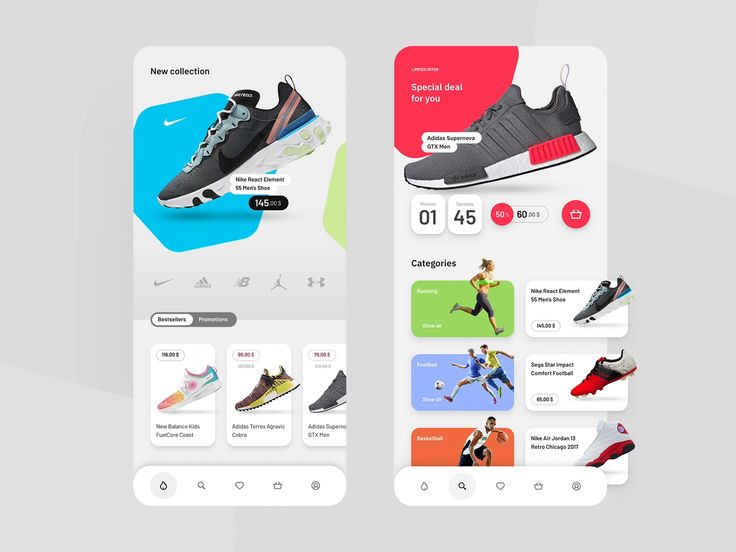 New collection
Nike React Element
55 Men's Shoe
145.00 $
adidas
Bestsellers
Promotions
116.00 $
New Balance Kids
FuelCore Coast
Adidas Terrex Agravic
Cobra
79.00 $
Adidas Superno
GTX Men
LIMITED OFFER
Special deal
for you
Adidas Supernova
GTX Men
adidas
Minutes
01
Seconds
45
50 %
60.00 $
Categories
Running
Show all
Nike React Element
55 Men's Shoe
145.00 $
Football
Show all
Sega Star Impact
Comfort Football
65.00 $
Basketball
Nike Air Jordan 13
Retro Chicago 2017